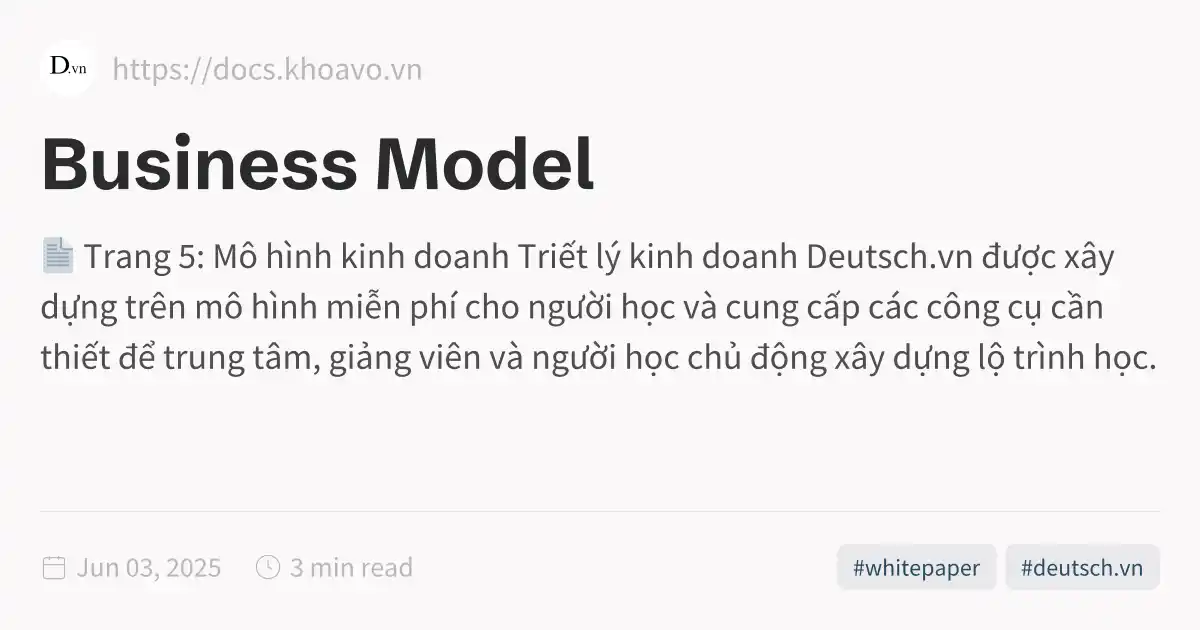 D.vn
https://docs.khoavo.vn
Business Model
Trang 5: Mô hình kinh doanh Triết lý kinh doanh Deutsch.vn được xây
dựng trên mô hình miễn phí cho người học và cung cấp các công cụ cần
thiết để trung tâm, giảng viên và người học chủ động xây dựng lộ trình học.
Jun 03, 2025
3 min read
#whitepaper
#deutsch.vn